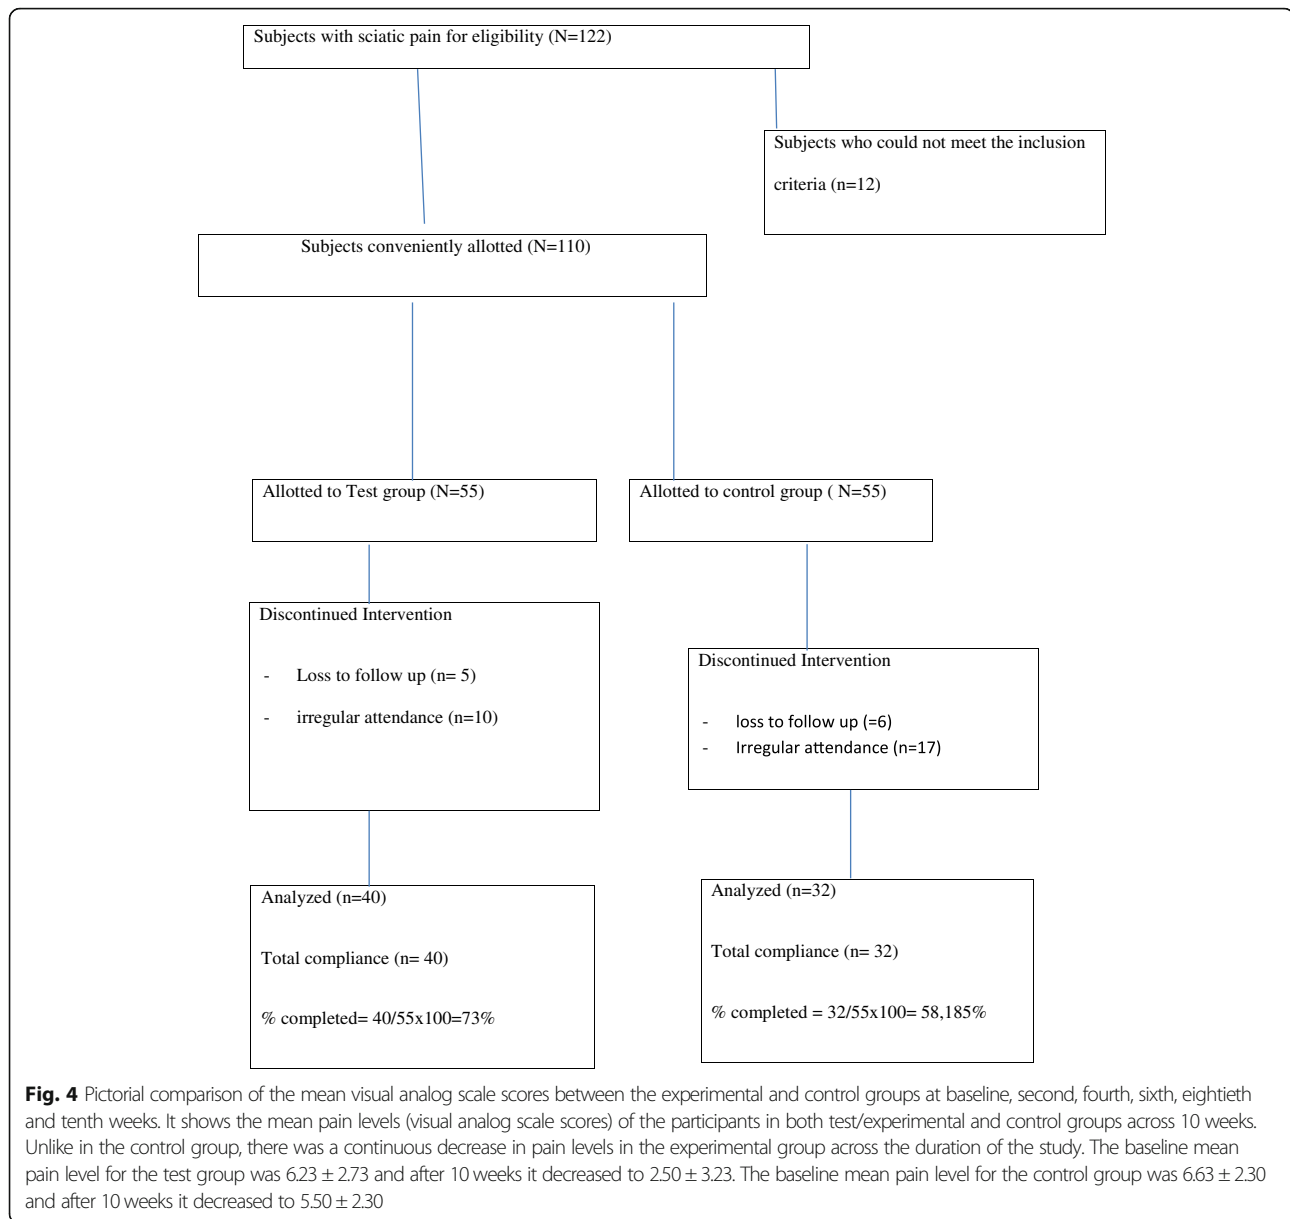 Subjects with sciatic pain for eligibility (N=122)
Subjects who could not meet the inclusion
criteria (n=12)
Subjects conveniently allotted (N=110)
Allotted to Test group (N=55)
Allotted to control group ( N=55)
Discontinued Intervention
- Loss to follow up (n= 5)
- irregular attendance (n=10)
Discontinued Intervention
- loss to follow up (=6)
- Irregular attendance (n=17)
Analyzed (n=40)
Total compliance (n= 40)
% completed= 40/55x100=73%
Analyzed (n=32)
Total compliance (n= 32)
% completed = 32/55x100= 58,185%
Fig. 4 Pictorial comparison of the mean visual analog scale scores between the experimental and control groups at baseline, second, fourth, sixth, eightieth
and tenth weeks. It shows the mean pain levels (visual analog scale scores) of the participants in both test/experimental and control groups across 10 weeks.
Unlike in the control group, there was a continuous decrease in pain levels in the experimental group across the duration of the study. The baseline mean
pain level for the test group was 6.23 ± 2.73 and after 10 weeks it decreased to 2.50 ± 3.23. The baseline mean pain level for the control group was 6.63 ± 2.30
and after 10 weeks it decreased to 5.50 ± 2.30